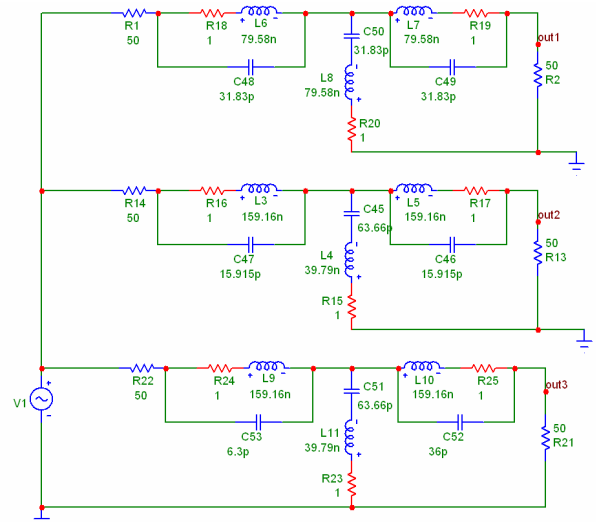 R1
50
R18
1
L6
79.58n
C50
31.83p
L7
79.58n
R19
1
out1
50
R2
C48
31.83p
L8
79.58n
C49
31.83p
R20
1
R14
50
R16
1
L3
159.16n
C45
63.66p
L5
159.16n
R17
1
out2
50
R13
C47
15.915p
L4
39.79n
C46
15.915p
R15
1
V1
R22
50
R24
1
L9
159.16n
C51
63.66p
L10
159.16n
R25
1
out3
50
R21
C53
6.3p
L11
39.79n
C52
36p
R23
1